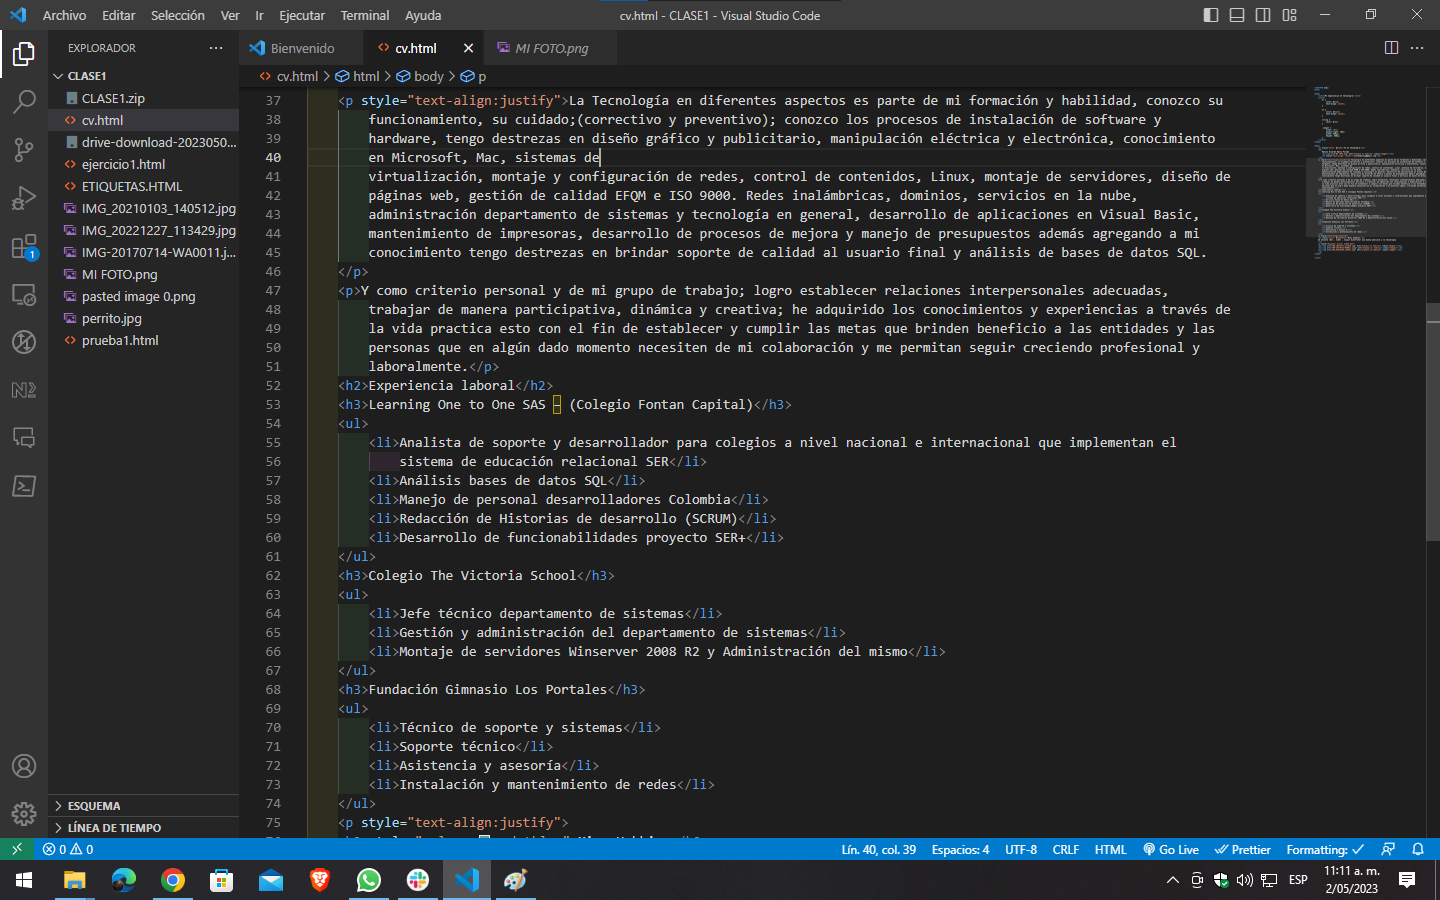 Archivo Editar Selección Ver Ir Ejecutar Terminal Ayuda
cv.html - CLASE1 - Visual Studio Code
EXPLORADOR
Bienvenido
cv.html
MI FOTO.png
cv.html > html > body > p
CLASE1
CLASE1.zip
cv.html
drive-download-2023050...
ejercicio1.html
ETIQUETAS.HTML
IMG_20210103_140512.jpg
IMG_20221227_113429.jpg
IMG-20170714-WA0011.j...
MI FOTO.png
pasted image 0.png
perrito.jpg
prueba1.html
1
ESQUEMA
LÍNEA DE TIEMPO
37 <p style="text-align:justify">La Tecnología en diferentes aspectos es parte de mi formación y habilidad, conozco su
38 funcionamiento, su cuidado;(correctivo y preventivo); conozco los procesos de instalación de software y
39 hardware, tengo destrezas en diseño gráfico y publicitario, manipulación eléctrica y electrónica, conocimiento
40 en Microsoft, Mac, sistemas de
41 virtualización, montaje y configuración de redes, control de contenidos, Linux, montaje de servidores, diseño de
42 páginas web, gestión de calidad EFQM e ISO 9000. Redes inalámbricas, dominios, servicios en la nube,
43 administración departamento de sistemas y tecnología en general, desarrollo de aplicaciones en Visual Basic,
44 mantenimiento de impresoras, desarrollo de procesos de mejora y manejo de presupuestos además agregando a mi
45 conocimiento tengo destrezas en brindar soporte de calidad al usuario final y análisis de bases de datos SQL.
46 </p>
47 <p>Y como criterio personal y de mi grupo de trabajo; logro establecer relaciones interpersonales adecuadas,
48 trabajar de manera participativa, dinámica y creativa; he adquirido los conocimientos y experiencias a través de
49 la vida practica esto con el fin de establecer y cumplir las metas que brinden beneficio a las entidades y las
50 personas que en algún dado momento necesiten de mi colaboración y me permitan seguir creciendo profesional y
51 laboralmente.</p>
52 <h2>Experiencia laboral</h2>
53 <h3>Learning One to One SAS – (Colegio Fontan Capital)</h3>
54 <ul>
55 <li>Analista de soporte y desarrollador para colegios a nivel nacional e internacional que implementan el
56 sistema de educación relacional SER</li>
57 <li>Análisis bases de datos SQL</li>
58 <li>Manejo de personal desarrolladores Colombia</li>
59 <li>Redacción de Historias de desarrollo (SCRUM)</li>
60 <li>Desarrollo de funcionabilidades proyecto SER+</li>
61 </ul>
62 <h3>Colegio The Victoria School</h3>
63 <ul>
64 <li>Jefe técnico departamento de sistemas</li>
65 <li>Gestión y administración del departamento de sistemas</li>
66 <li>Montaje de servidores Winserver 2008 R2 y Administración del mismo</li>
67 </ul>
68 <h3>Fundación Gimnasio Los Portales</h3>
69 <ul>
70 <li>Técnico de soporte y sistemas</li>
71 <li>Soporte técnico</li>
72 <li>Asistencia y asesoría</li>
73 <li>Instalación y mantenimiento de redes</li>
74 </ul>
75 <p style="text-align:justify">
0 0
Lín. 40, col. 39 Espacios: 4 UTF-8 CRLF HTML Go Live Prettier Formatting:
ESP
11:11 a. m.
2/05/2023